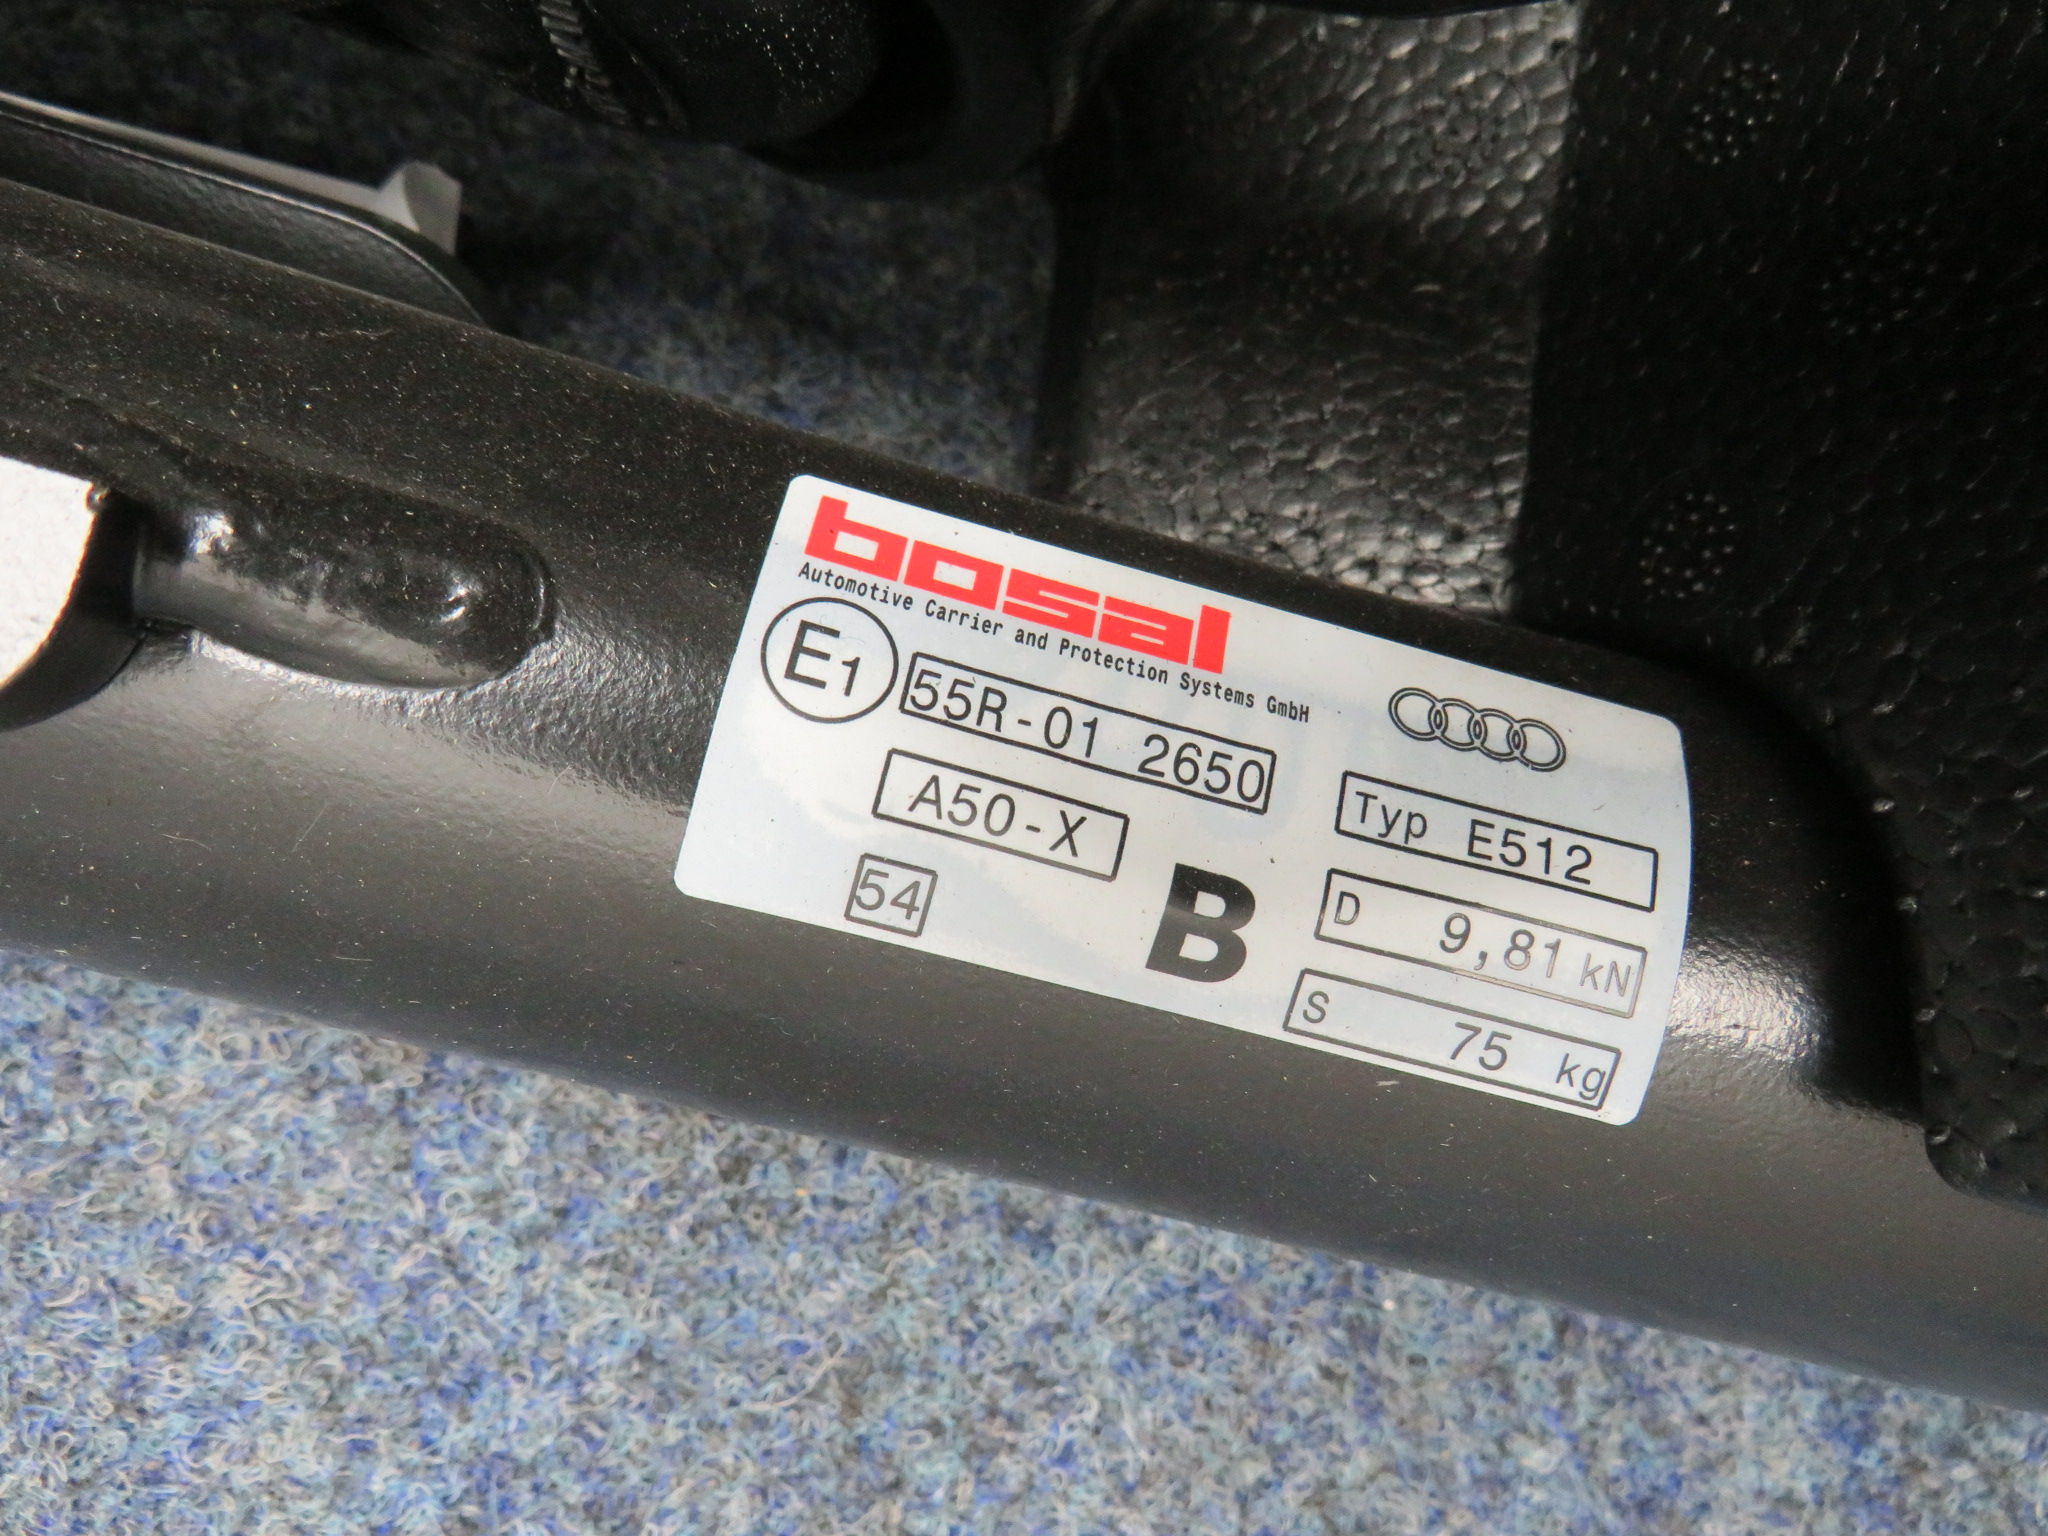 bosal
Automotive Carrier and Protection Systems GmbH
E1
55R-01 2650
A50-X
54
B
Typ E512
D 9,81 kN
S 75 kg